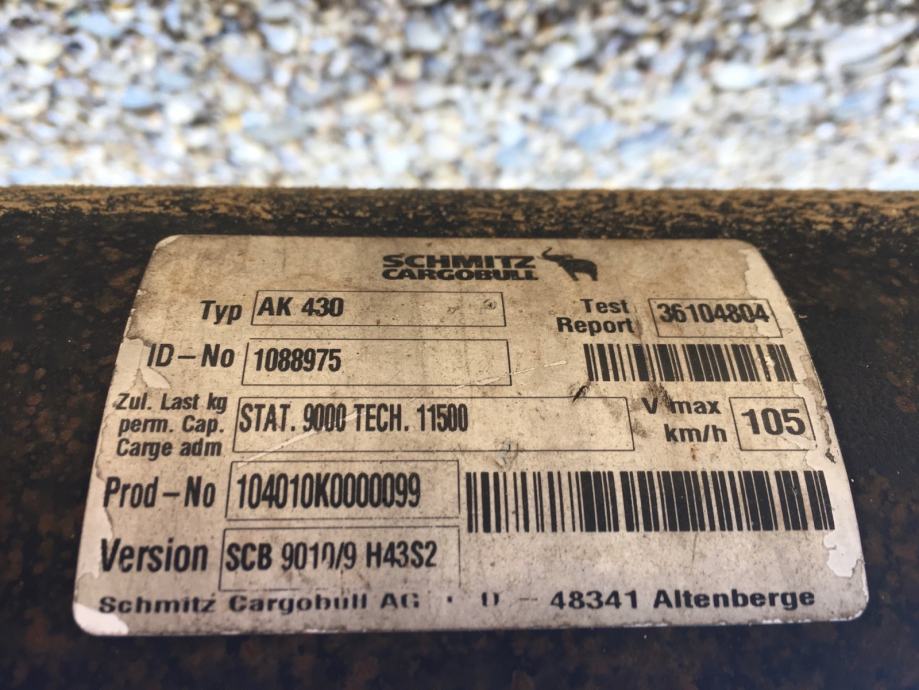 SCHMITZ
CARGOBULL
Typ AK 430
Test
Report 36104804
ID-No 1088975
Zul. Last kg
perm. Cap.
Carge adm
STAT. 9000 TECH. 11500
V max
km/h
105
Prod-No 104010K0000099
Version SCB 9010/9 H43S2
Schmitz Cargobull AG · D - 48341 Altenberge